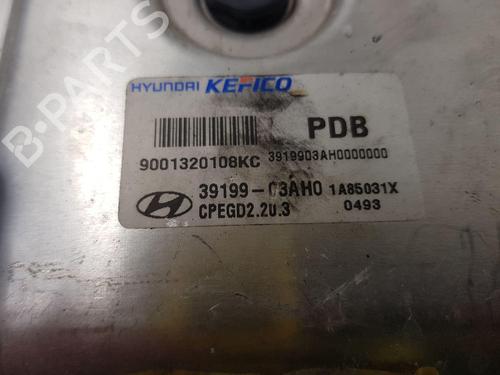 B-PARTS
HYUNDAI KEFICO
PDB
9001320108KC 3919903AH0000000
39199-03AH0 1A85031X
CPEGD2.20.3 0493